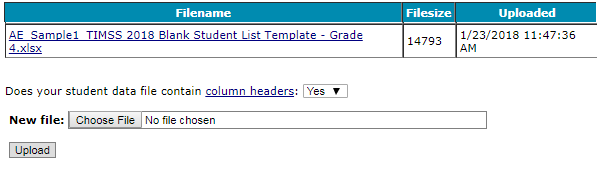 Filename Filesize Uploaded
AE_Sample1_TIMSS 2018 Blank Student List Template - Grade 4.xlsx 14793 1/23/2018 11:47:36 AM
Does your student data file contain column headers: Yes ▼
New file: Choose File No file chosen
Upload